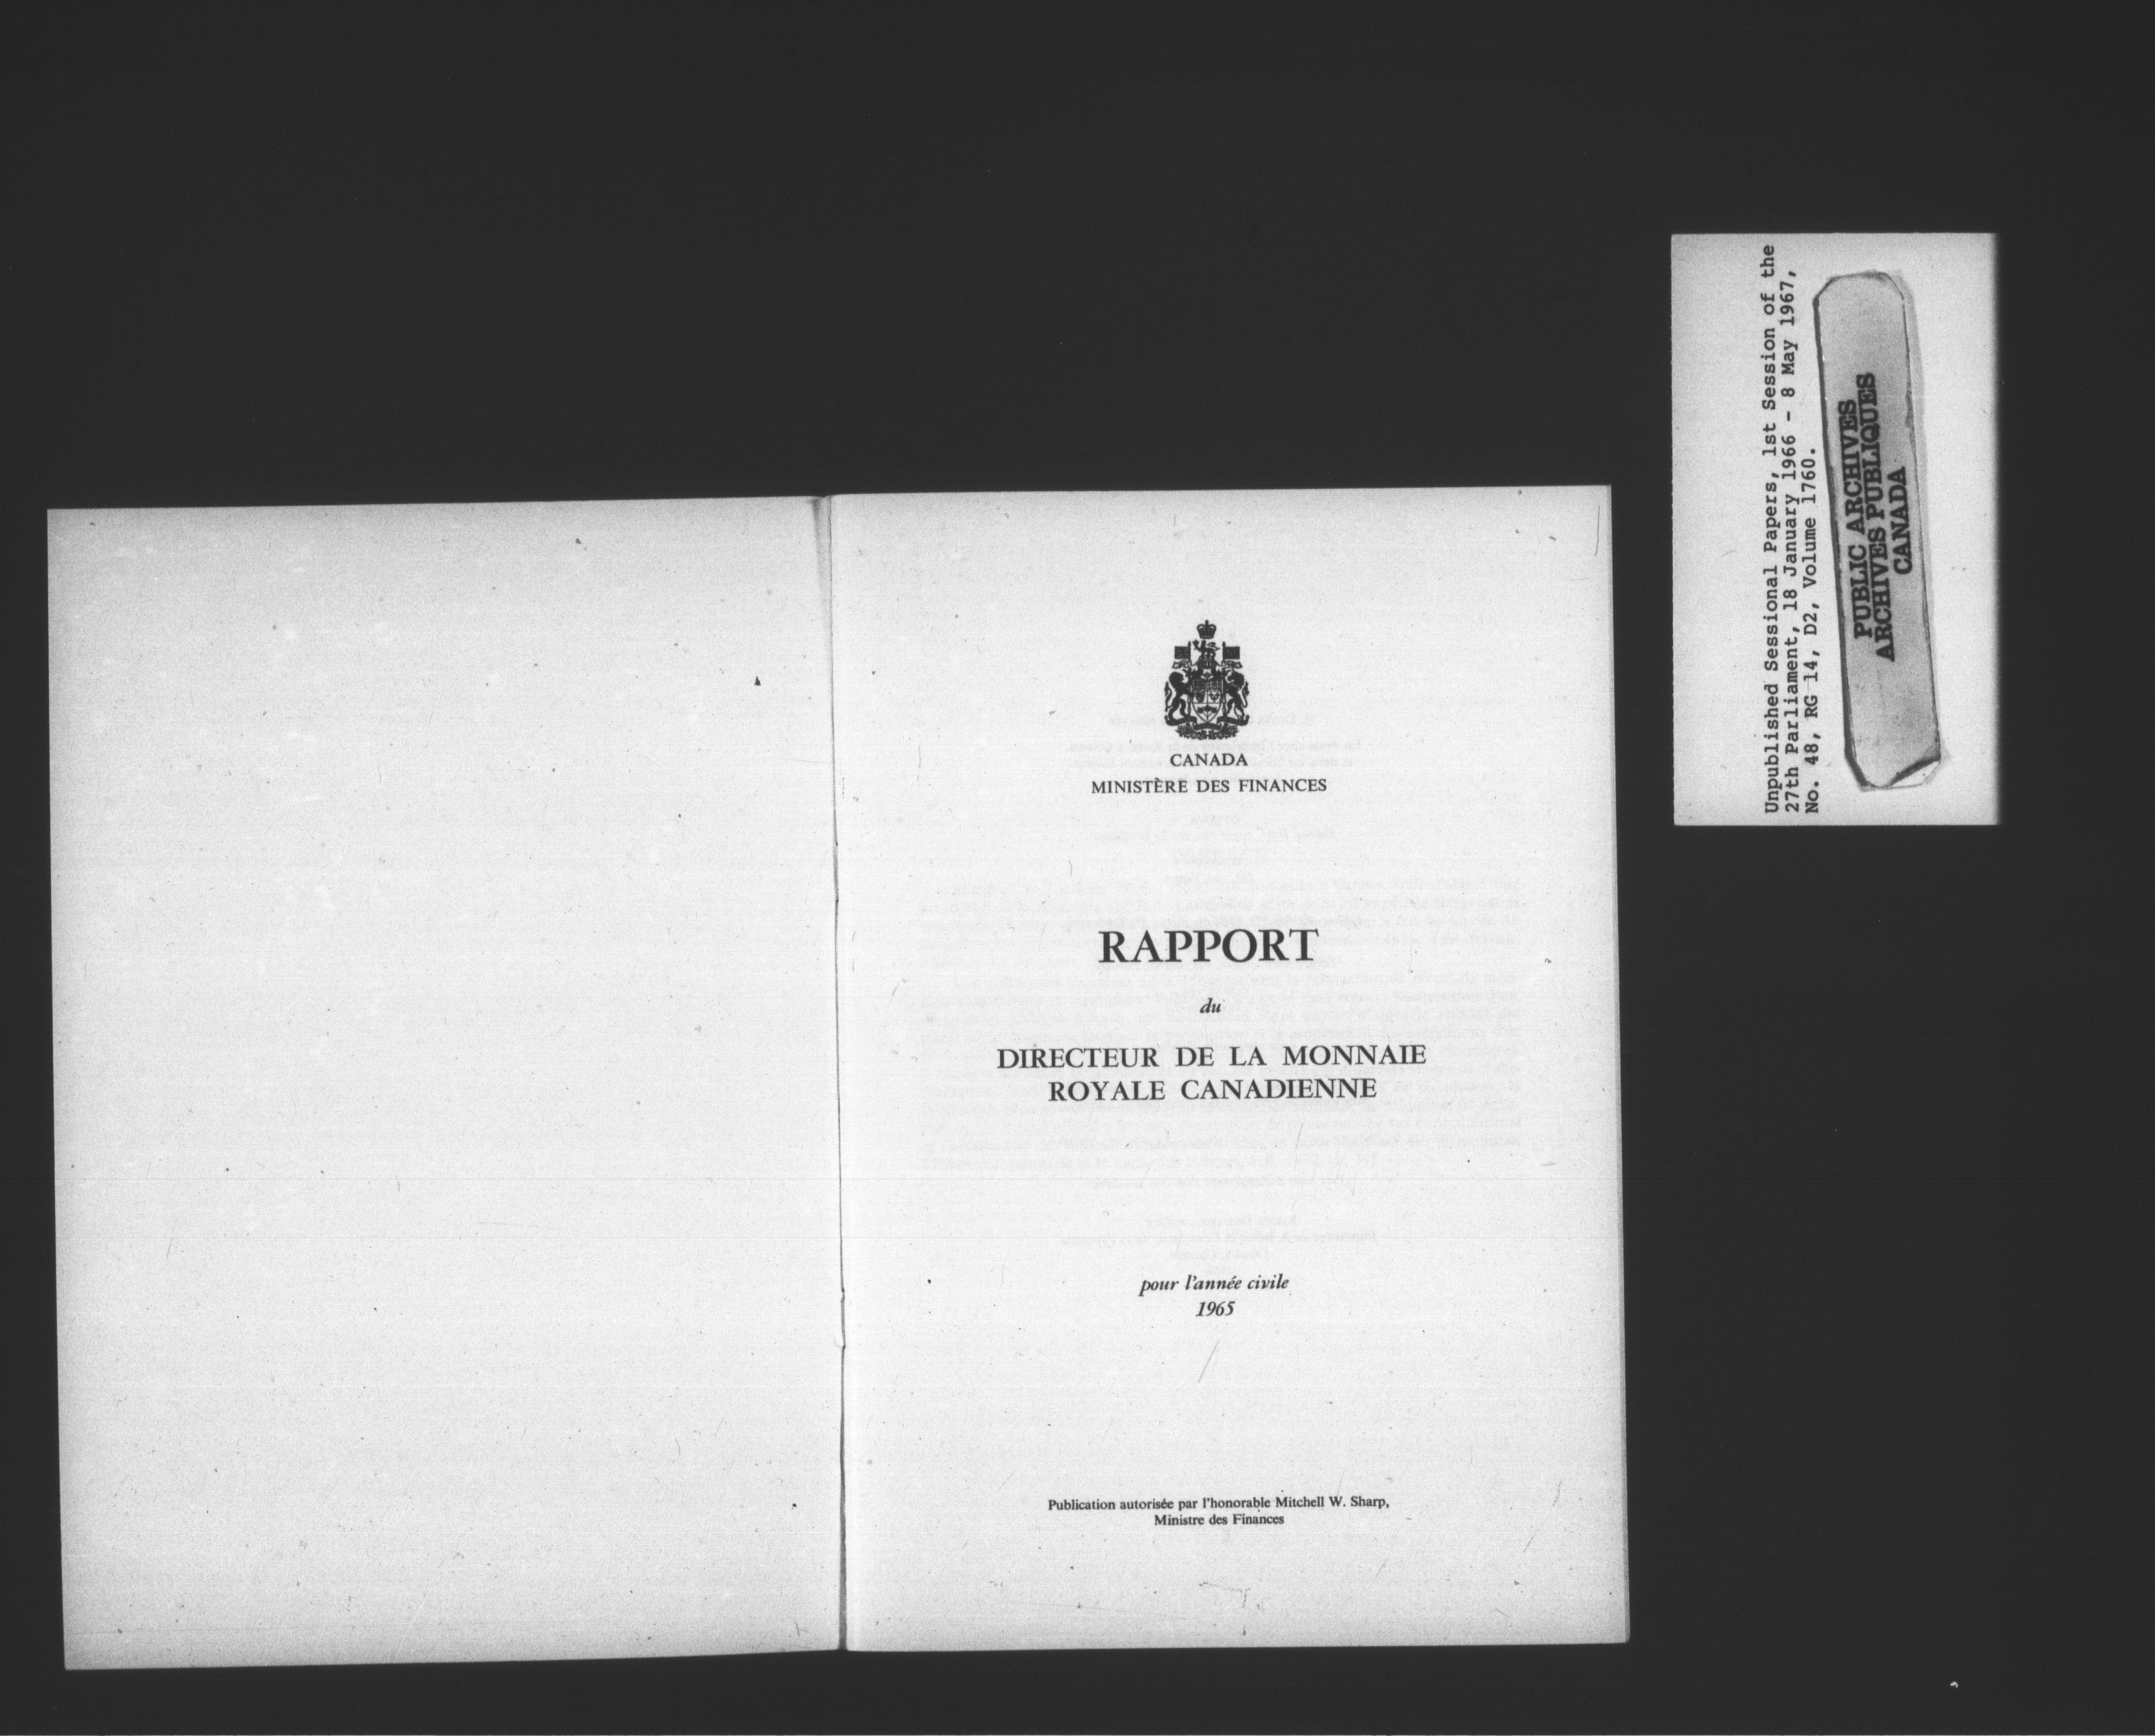 CANADA
MINISTÈRE DES FINANCES
RAPPORT
du
DIRECTEUR DE LA MONNAIE
ROYALE CANADIENNE
pour l'année civile
1965
Publication autorisée par l'honorable Mitchell W. Sharp,
Ministre des Finances
Unpublished Sessional Papers, 1st Session of the
27th Parliament, 18 January 1966 - 8 May 1967,
No. 48, RG 14, D2, Volume 1760.
PUBLIC ARCHIVES
ARCHIVES PUBLIQUES
CANADA